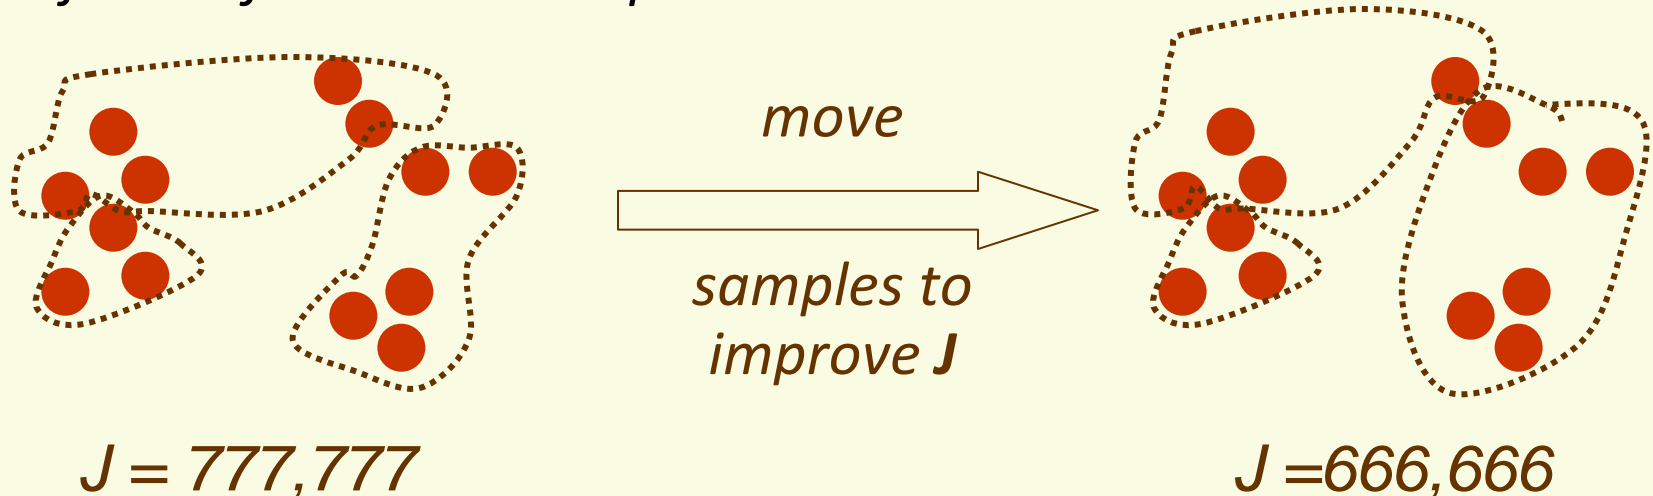 move
samples to
improve J
J = 777,777
J =666,666